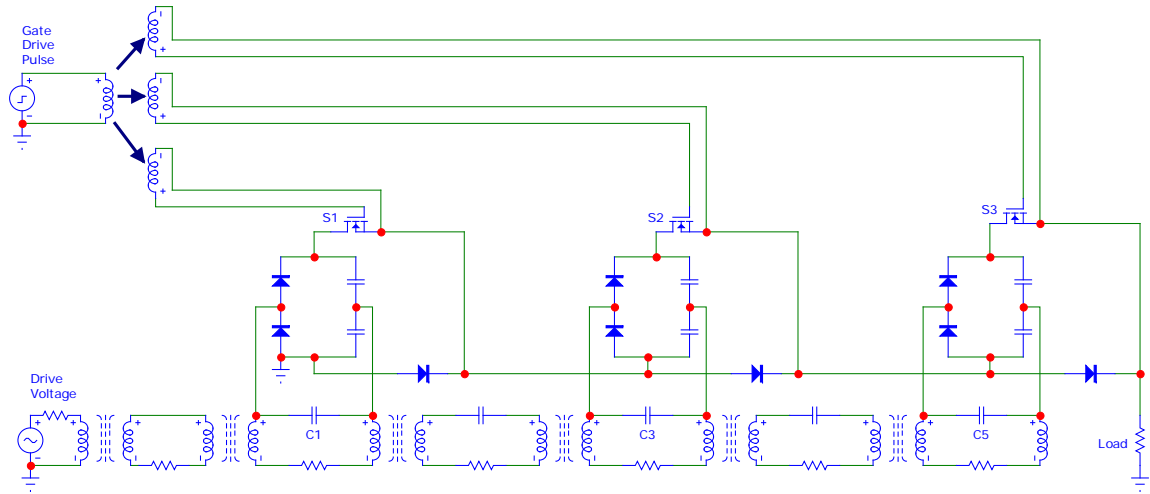 Gate
Drive
Pulse
S1
S2
S3
Drive
Voltage
C1
C3
C5
Load